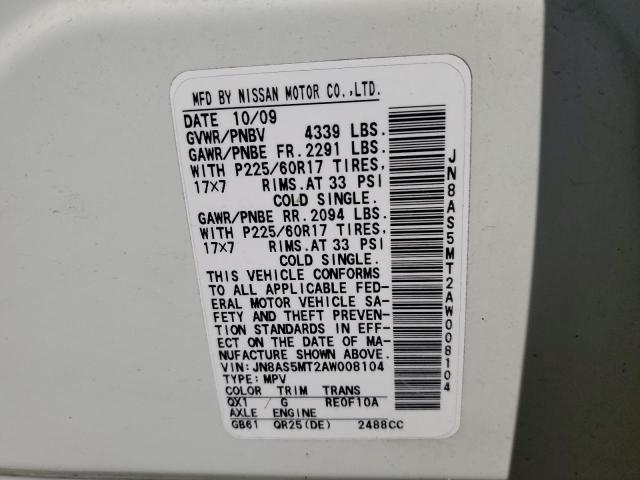 MFD BY NISSAN MOTOR CO.,LTD.
DATE 10/09
GVWR/PNBV 4339 LBS.
GAWR/PNBE FR.2291 LBS.
WITH P225/60R17 TIRES,
17×7 RIMS.AT 33 PSI
COLD SINGLE.
GAWR/PNBE RR.2094 LBS.
WITH P225/60R17 TIRES,
17×7 RIMS.AT 33 PSI
COLD SINGLE.
THIS VEHICLE CONFORMS
TO ALL APPLICABLE FED-
ERAL MOTOR VEHICLE SA-
FETY AND THEFT PREVEN-
TION STANDARDS IN EFF-
ECT ON THE DATE OF MA-
NUFACTURE SHOWN ABOVE.
VIN:JN8AS5MT2AW008104
TYPE:MPV
COLOR TRIM TRANS
QX1 / G RE0F10A
AXLE ENGINE
GB61 QR25(DE) 2488CC
JN8AS5MT2AW008104